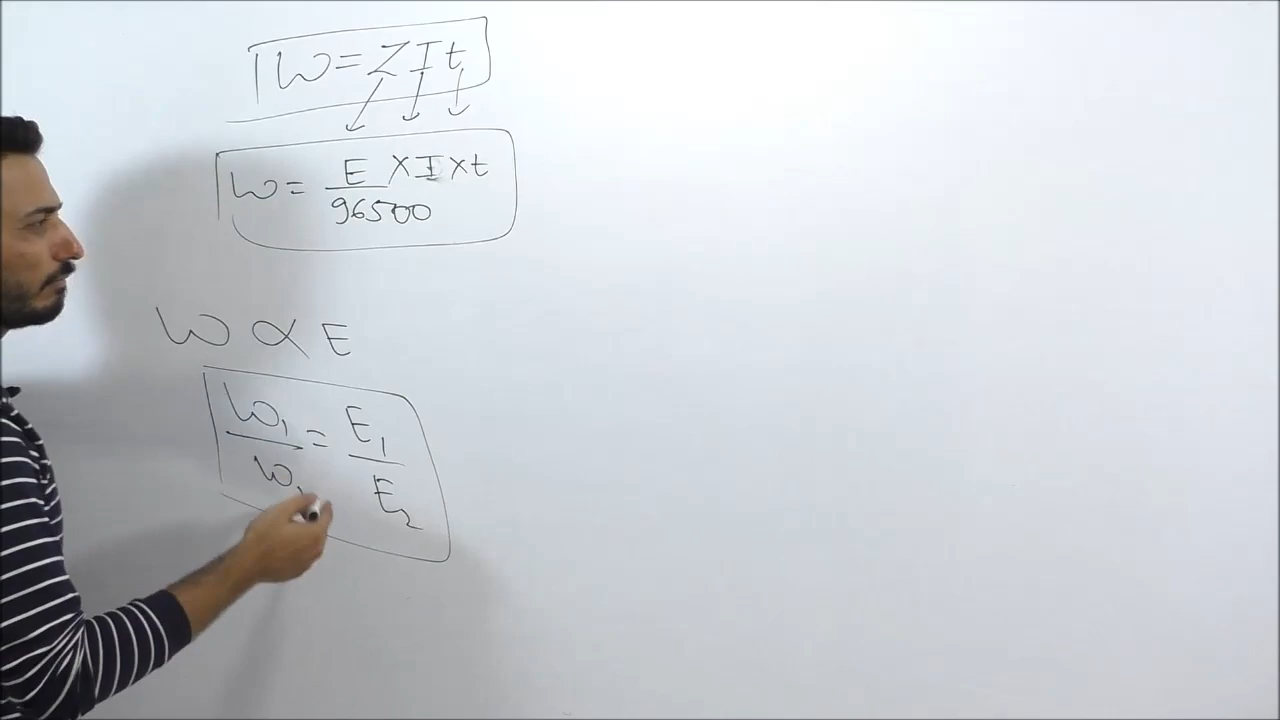 W = ZIt
W = E/96500 × I × t
W ∝ E
W₁/W₂ = E₁/E₂